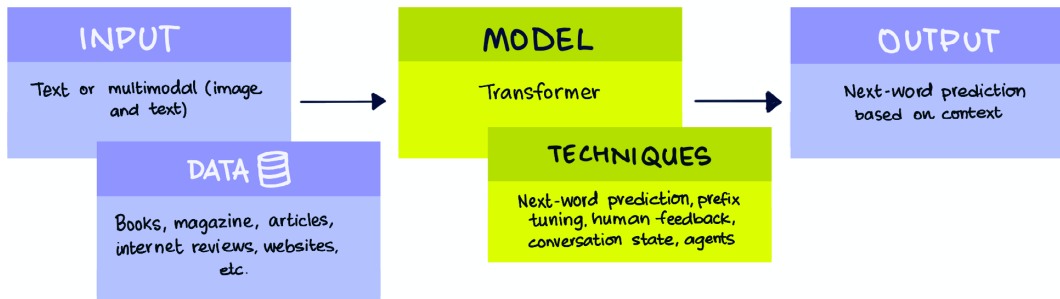 INPUT
Text or multimodal (image
and text)
DATA
Books, magazine, articles,
internet reviews, websites,
etc.
MODEL
Transformer
TECHNIQUES
Next-word prediction, prefix
tuning, human feedback,
conversation state, agents
OUTPUT
Next-word prediction
based on context